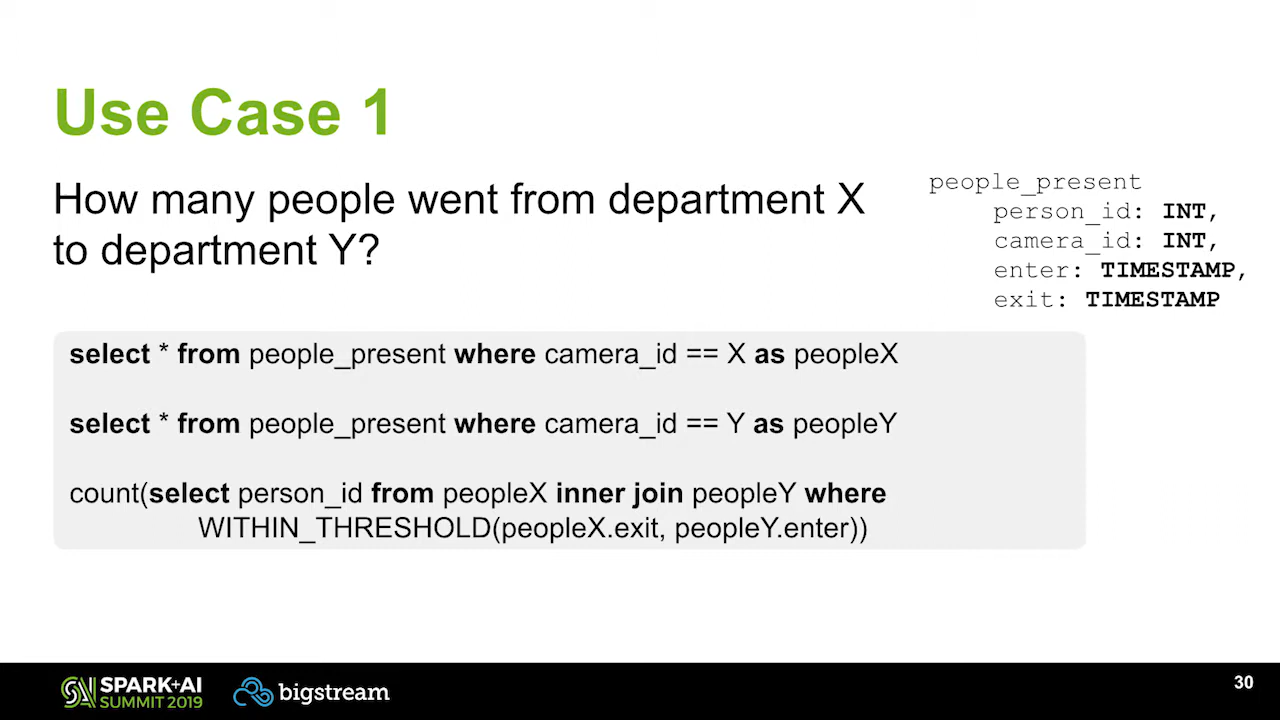 Use Case 1
How many people went from department X
to department Y?
people_present
person_id: INT,
camera_id: INT,
enter: TIMESTAMP,
exit: TIMESTAMP
select * from people_present where camera_id == X as peopleX
select * from people_present where camera_id == Y as peopleY
count(select person_id from peopleX inner join peopleY where
WITHIN_THRESHOLD(peopleX.exit, peopleY.enter))
SPARK+AI
SUMMIT 2019
bigstream
30